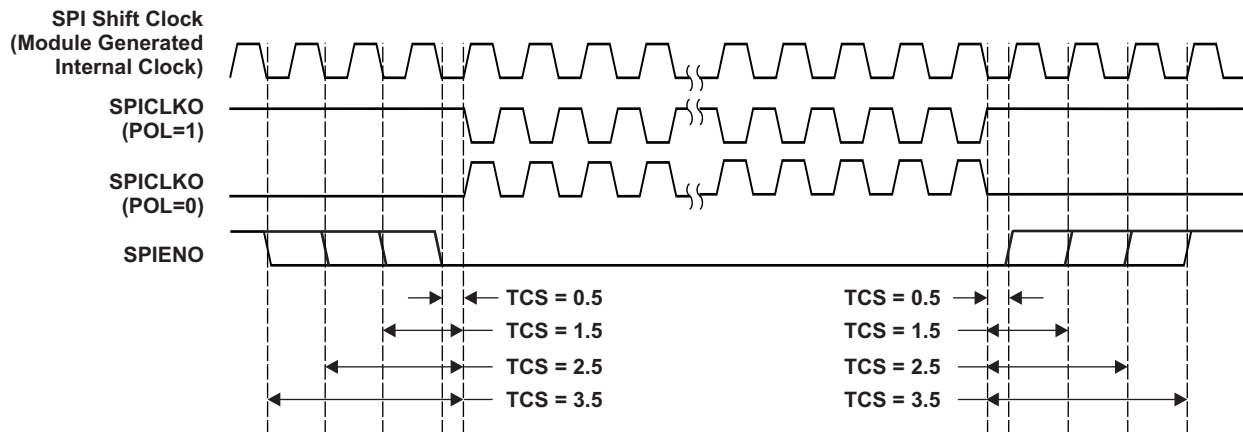 SPI Shift Clock
(Module Generated
Internal Clock)
SPICLKO
(POL=1)
SPICLKO
(POL=0)
SPIENO
TCS = 0.5
TCS = 0.5
TCS = 1.5
TCS = 1.5
TCS = 2.5
TCS = 2.5
TCS = 3.5
TCS = 3.5